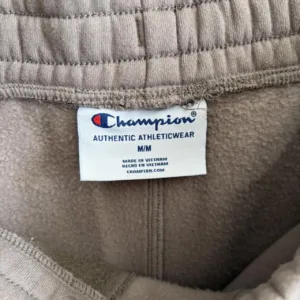 Champion
AUTHENTIC ATHLETICWEAR
M/M
MADE IN VIETNAM
HECHO EN VIETNAM
CHAMPION.COM